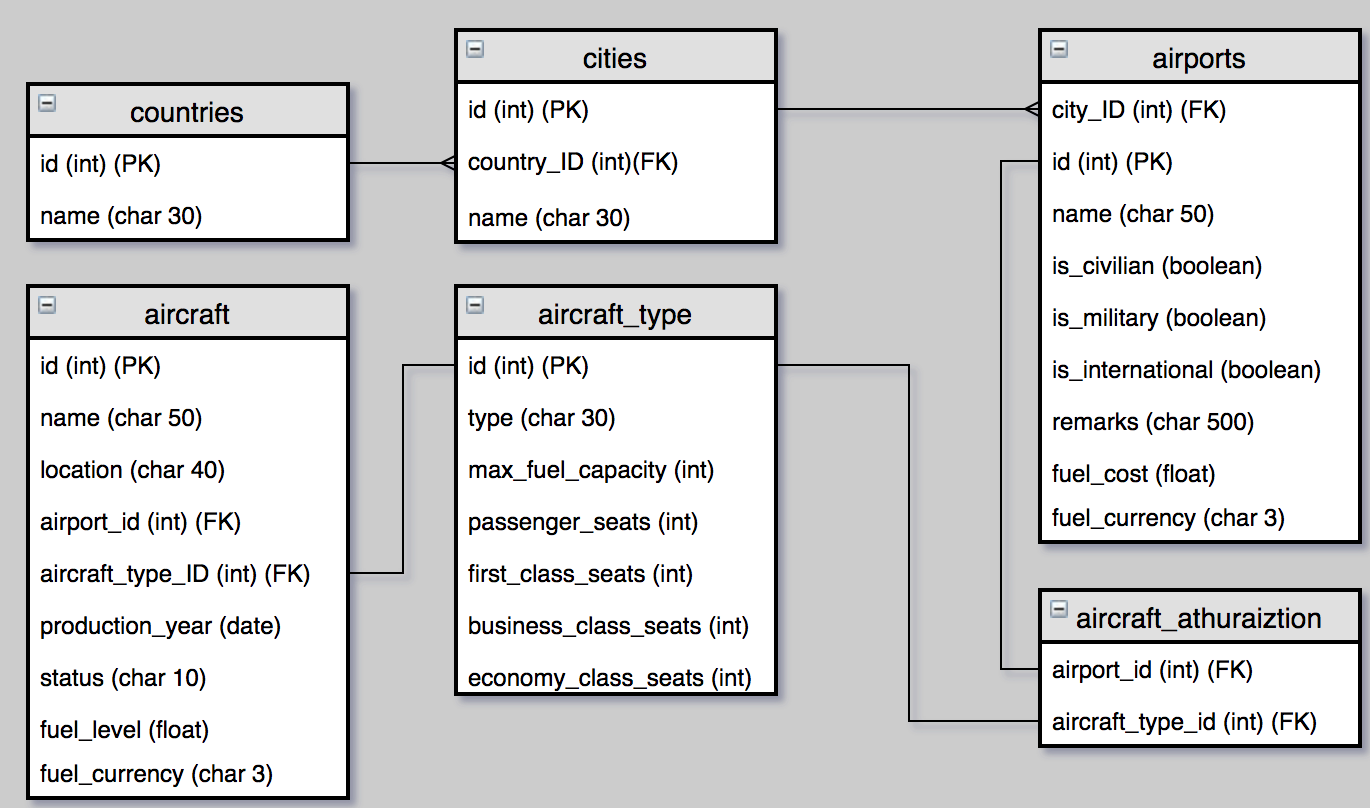 countries
id (int) (PK)
name (char 30)
cities
id (int) (PK)
country_ID (int)(FK)
name (char 30)
airports
city_ID (int) (FK)
id (int) (PK)
name (char 50)
is_civilian (boolean)
is_military (boolean)
is_international (boolean)
remarks (char 500)
fuel_cost (float)
fuel_currency (char 3)
aircraft
id (int) (PK)
name (char 50)
location (char 40)
airport_id (int) (FK)
aircraft_type_ID (int) (FK)
production_year (date)
status (char 10)
fuel_level (float)
fuel_currency (char 3)
aircraft_type
id (int) (PK)
type (char 30)
max_fuel_capacity (int)
passenger_seats (int)
first_class_seats (int)
business_class_seats (int)
economy_class_seats (int)
aircraft_athuraiztion
airport_id (int) (FK)
aircraft_type_id (int) (FK)